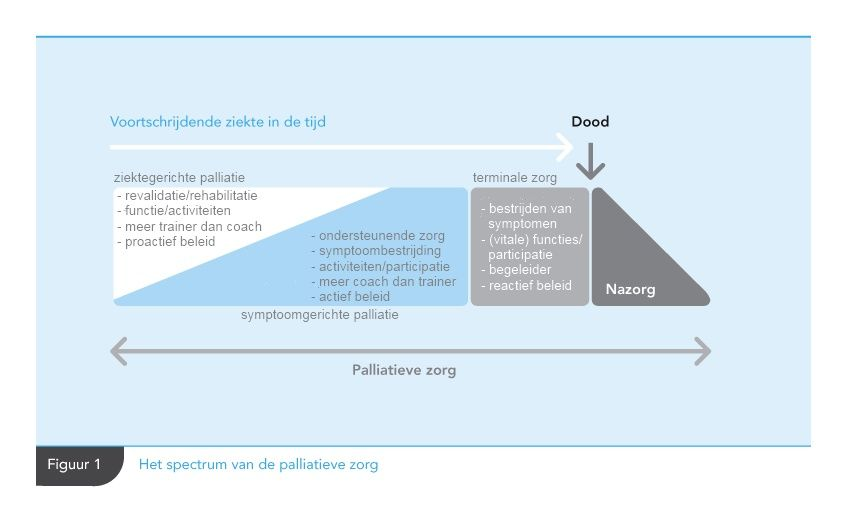 Voortschrijdende ziekte in de tijd
Dood
ziektegerichte palliatie
- revalidatie/rehabilitatie
- functie/activiteiten
- meer trainer dan coach
- proactief beleid
- ondersteunende zorg
- symptoombestrijding
- activiteiten/participatie
- meer coach dan trainer
- actief beleid
symptoomgerichte palliatie
terminale zorg
- bestrijden van
symptomen
- (vitale) functies/
participatie
- begeleider
- reactief beleid
Nazorg
Palliatieve zorg
Figuur 1
Het spectrum van de palliatieve zorg